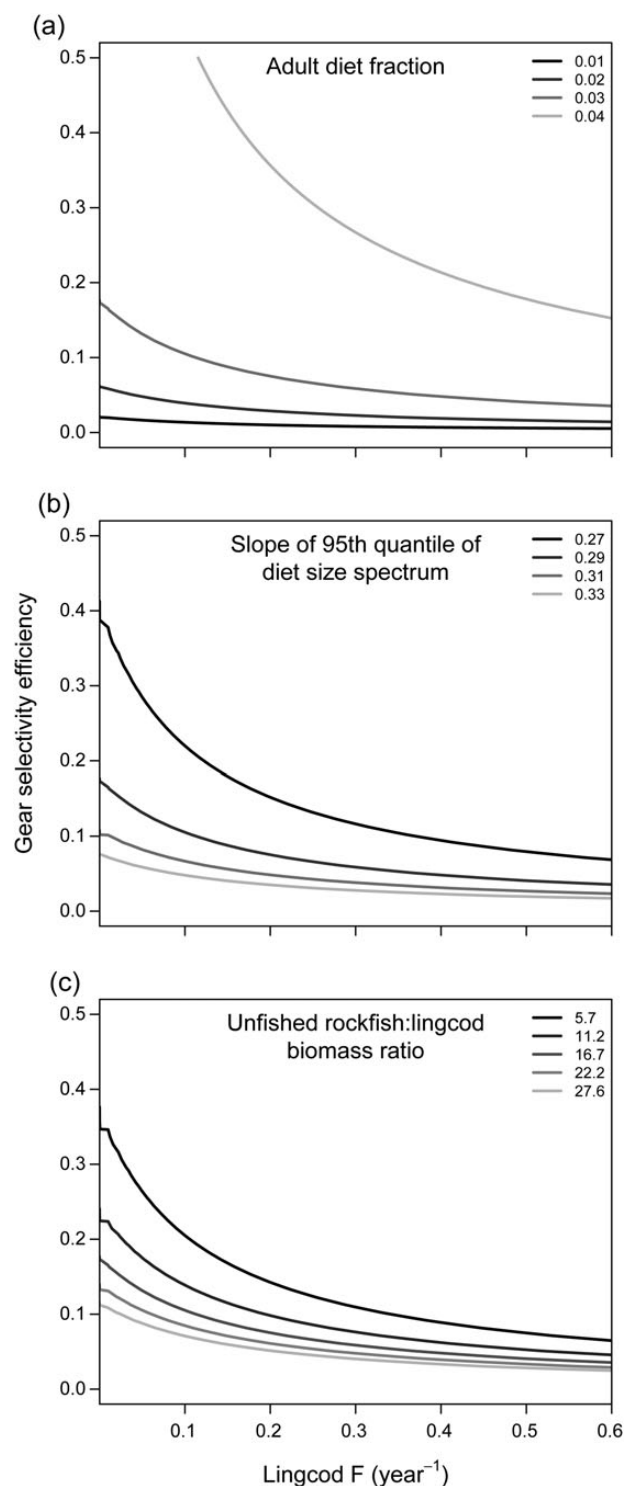 (a)
Adult diet fraction
0.01
0.02
0.03
0.04
0.5
0.4
0.3
0.2
0.1
0.0
(b)
Slope of 95th quantile of
diet size spectrum
0.27
0.29
0.31
0.33
0.5
0.4
0.3
0.2
0.1
0.0
Gear selectivity efficiency
(c)
Unfished rockfish:lingcod
biomass ratio
5.7
11.2
16.7
22.2
27.6
0.5
0.4
0.3
0.2
0.1
0.0
0.1 0.2 0.3 0.4 0.5 0.6
Lingcod F (year⁻¹)